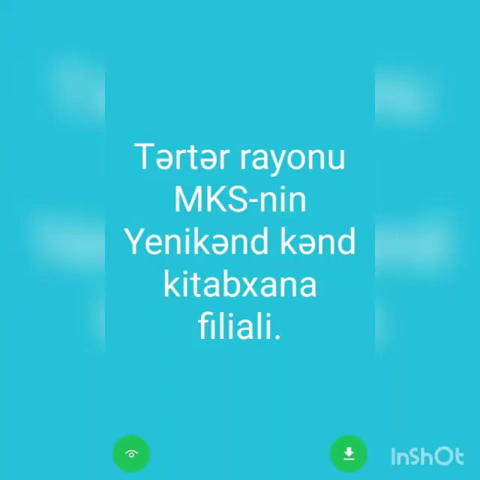 Tərtər rayonu
MKS-nin
Yenikənd kənd
kitabxana
filiali.
InShOt